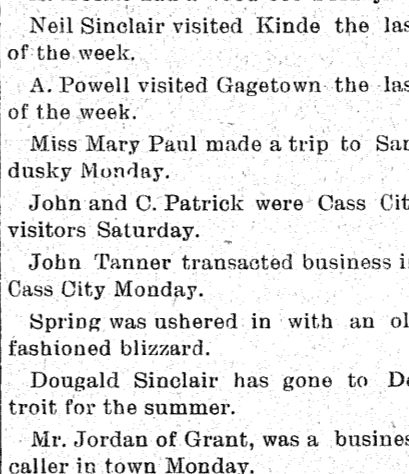 Neil Sinclair visited Kinde the las
of the week.
A. Powell visited Gagetown the las
of the week.
Miss Mary Paul made a trip to San
dusky Monday.
John and C. Patrick were Cass Cit
visitors Saturday.
John Tanner transacted business i
Cass City Monday.
Spring was ushered in with an ol
fashioned blizzard.
Dougald Sinclair has gone to De
troit for the summer.
Mr. Jordan of Grant, was a busines
caller in town Monday.